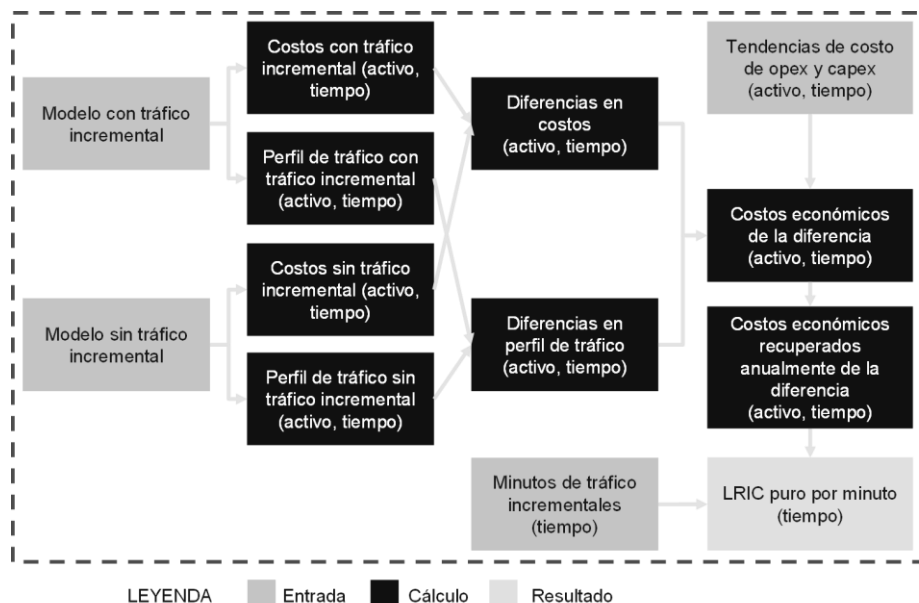 Modelo con tráfico
incremental
Modelo sin tráfico
incremental
Costos con tráfico
incremental (activo,
tiempo)
Perfil de tráfico con
tráfico incremental
(activo, tiempo)
Costos sin tráfico
incremental (activo,
tiempo)
Perfil de tráfico sin
tráfico incremental
(activo, tiempo)
Diferencias en
costos
(activo, tiempo)
Diferencias en
perfil de tráfico
(activo, tiempo)
Minutos de tráfico
incrementales
(tiempo)
Tendencias de costo
de opex y capex
(activo, tiempo)
Costos económicos
de la diferencia
(activo, tiempo)
Costos económicos
recuperados
anualmente de la
diferencia
(activo, tiempo)
LRIC puro por minuto
(tiempo)
LEYENDA Entrada Cálculo Resultado